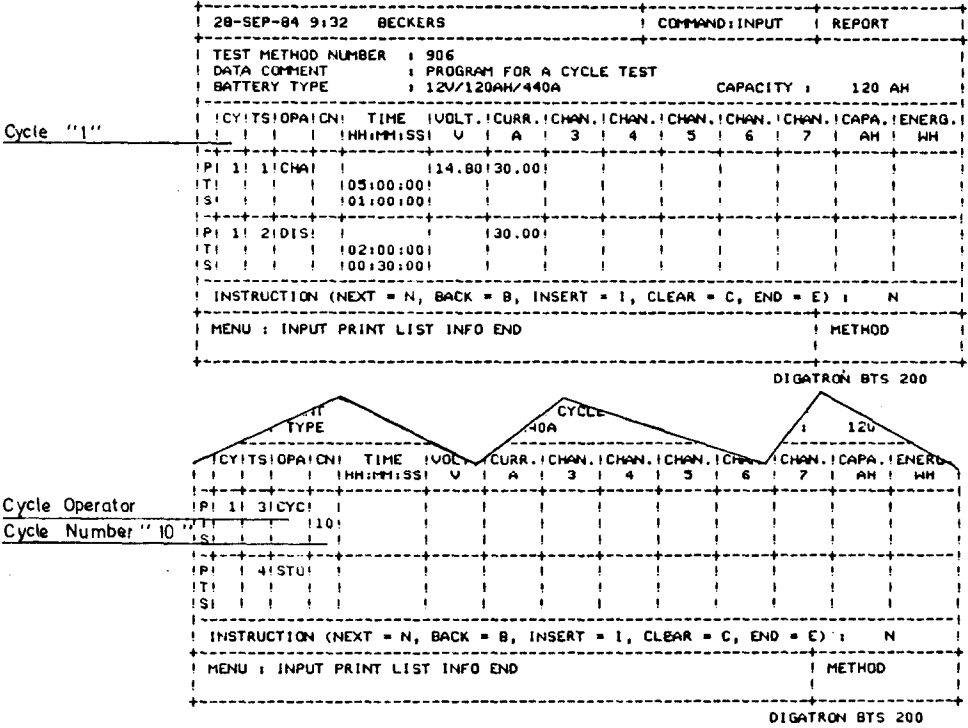 28-SEP-84 9:32 BECKERS ! COMMAND:INPUT ! REPORT
TEST METHOD NUMBER : 906
DATA COMMENT : PROGRAM FOR A CYCLE TEST
BATTERY TYPE : 12V/120AH/440A CAPACITY : 120 AH
!CY!TS!OPA!CN! TIME !VOLT.!CURR.!CHAN.!CHAN.!CHAN.!CHAN.!CHAN.!CAPA.!ENERG.!
Cycle "1" !HH:MM:SS! V ! A ! 3 ! 4 ! 5 ! 6 ! 7 ! AH ! WH
!P! 1! 1!CHA! !14.80!30.00!
!T! !05:00:00!
!S! !01:00:00!
!P! 1! 2!DIS! !30.00!
!T! !02:00:00!
!S! !00:30:00!
INSTRUCTION (NEXT = N, BACK = B, INSERT = I, CLEAR = C, END = E) : N
MENU : INPUT PRINT LIST INFO END ! METHOD
DIGATRON BTS 200
CYCLE
TYPE 40A : 120
!CY!TS!OPA!CN! TIME !VOLT CURR.!CHAN.!CHAN.!CHAN.!CHAN !CHAN.!CAPA.!ENERG
!HH:MM:SS! V ! A ! 3 ! 4 ! 5 ! 6 ! 7 ! AH ! WH
Cycle Operator !P! 1! 3!CYC!
!T! !10!
Cycle Number "10" !S!
!P! ! 4!STO!
!T!
!S!
INSTRUCTION (NEXT = N, BACK = B, INSERT = I, CLEAR = C, END = E) : N
MENU : INPUT PRINT LIST INFO END ! METHOD
DIGATRON BTS 200